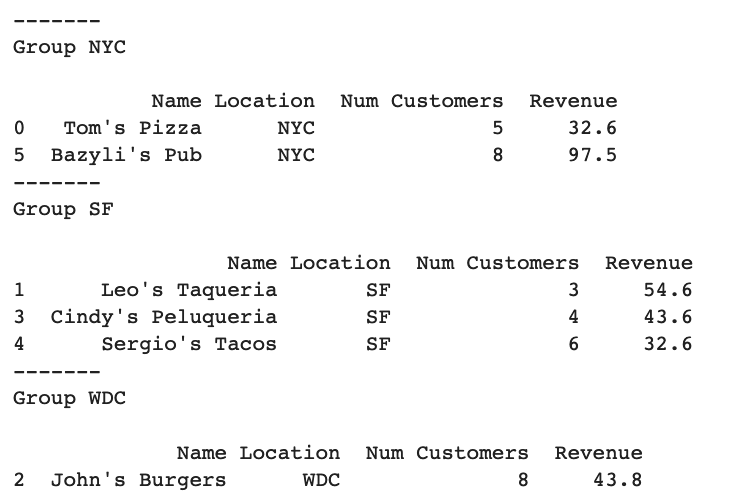 -------
Group NYC
Name Location Num Customers Revenue
0 Tom's Pizza NYC 5 32.6
5 Bazyli's Pub NYC 8 97.5
-------
Group SF
Name Location Num Customers Revenue
1 Leo's Taqueria SF 3 54.6
3 Cindy's Peluqueria SF 4 43.6
4 Sergio's Tacos SF 6 32.6
-------
Group WDC
Name Location Num Customers Revenue
2 John's Burgers WDC 8 43.8